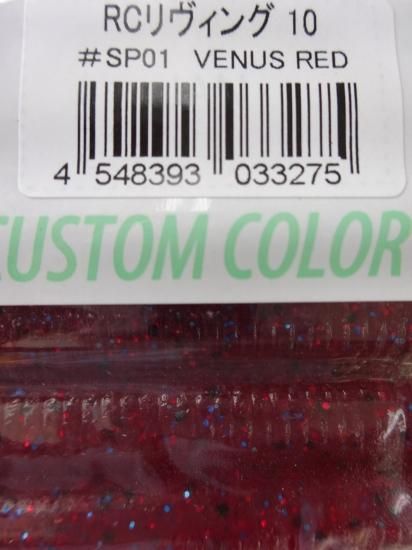 RCリヴィング 10
#SP01 VENUS RED
4 548393 033275
CUSTOM COLOR